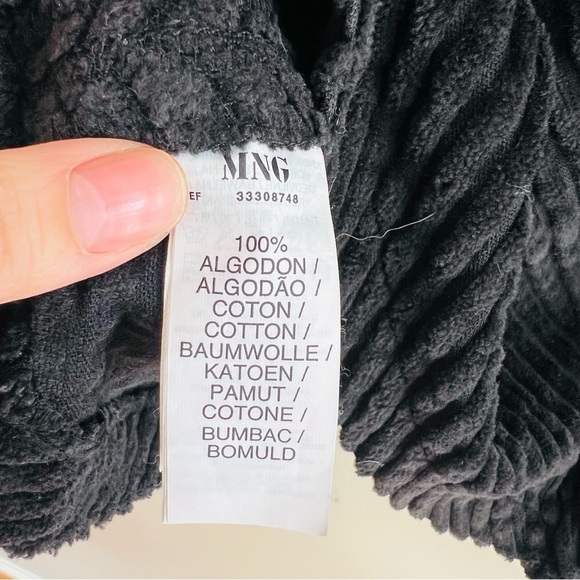 MNG
EF 33308748
100%
ALGODON /
ALGODÃO /
COTON /
COTTON /
BAUMWOLLE /
KATOEN /
PAMUT /
COTONE /
BUMBAC /
BOMULD